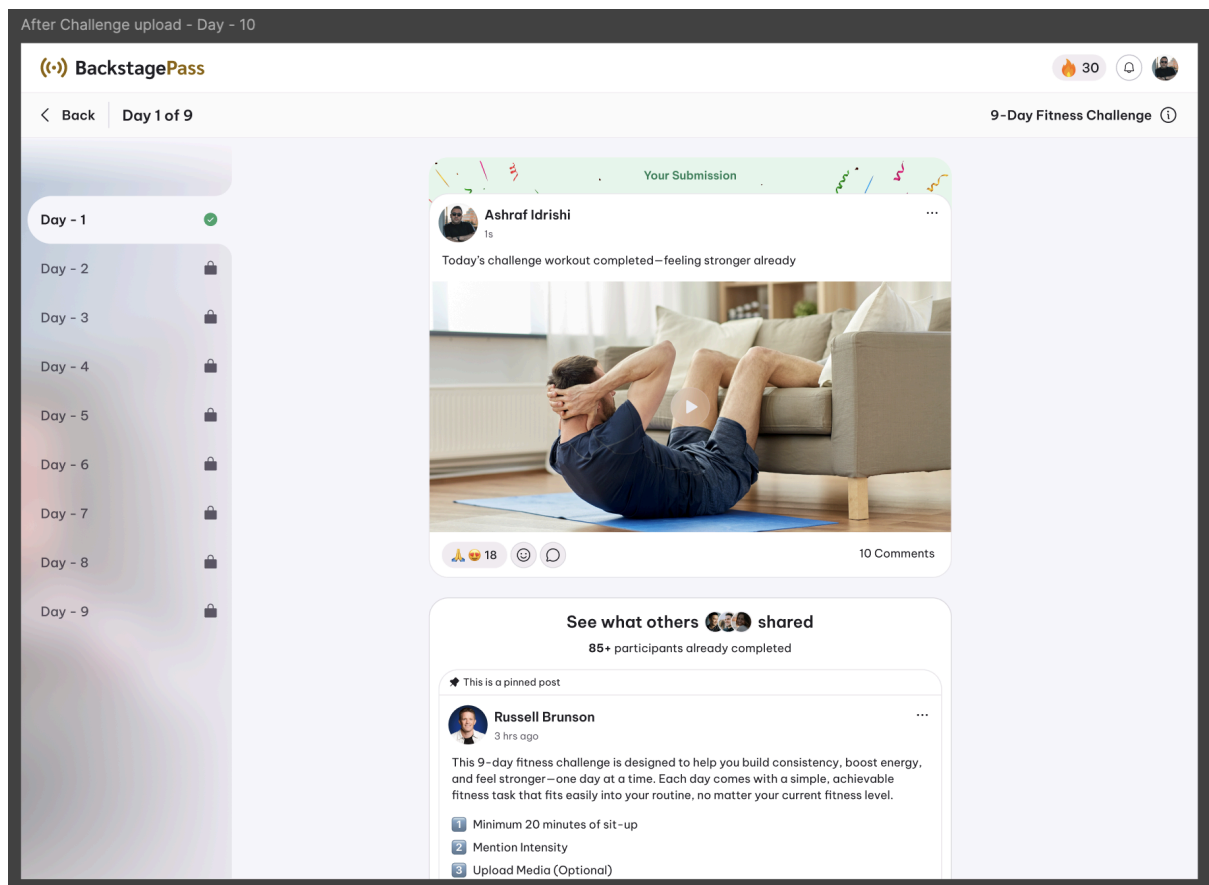 After Challenge upload - Day - 10
BackstagePass
🔥 30
Back
Day 1 of 9
9-Day Fitness Challenge
Day - 1
Day - 2
Day - 3
Day - 4
Day - 5
Day - 6
Day - 7
Day - 8
Day - 9
Your Submission
Ashraf Idrishi
1s
Today's challenge workout completed—feeling stronger already
🙏😍 18
10 Comments
See what others shared
85+ participants already completed
This is a pinned post
Russell Brunson
3 hrs ago
This 9-day fitness challenge is designed to help you build consistency, boost energy,
and feel stronger—one day at a time. Each day comes with a simple, achievable
fitness task that fits easily into your routine, no matter your current fitness level.
1️⃣ Minimum 20 minutes of sit-up
2️⃣ Mention Intensity
3️⃣ Upload Media (Optional)